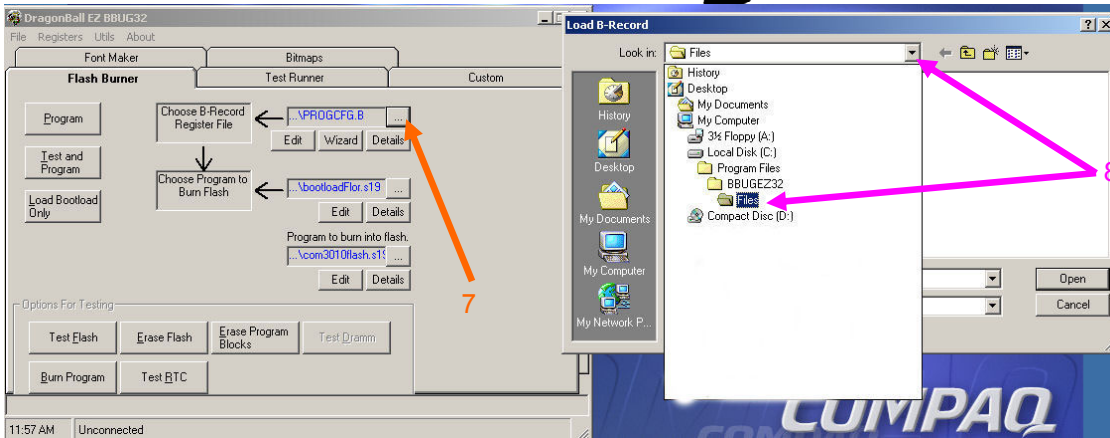 DragonBall EZ BBUG32
File Registers Utils About
Font Maker
Bitmaps
Flash Burner
Test Runner
Custom
Program
Choose B-Record
Register File
...\PROGCFG.B
...
Edit
Wizard
Details
Test and
Program
Choose Program to
Burn Flash
...\bootloadFlor.s19
...
Edit
Details
Load Bootload
Only
Program to burn into flash.
...\com3010flash.s19
...
Edit
Details
7
Options For Testing
Test Flash
Erase Flash
Erase Program
Blocks
Test Dramm
Burn Program
Test RTC
11:57 AM
Unconnected
Load B-Record
Look in:
Files
History
Desktop
My Documents
My Computer
3½ Floppy (A:)
Local Disk (C:)
Program Files
BBUGEZ32
Files
Compact Disc (D:)
History
Desktop
My Documents
My Computer
My Network P...
8
Open
Cancel
COMPAQ